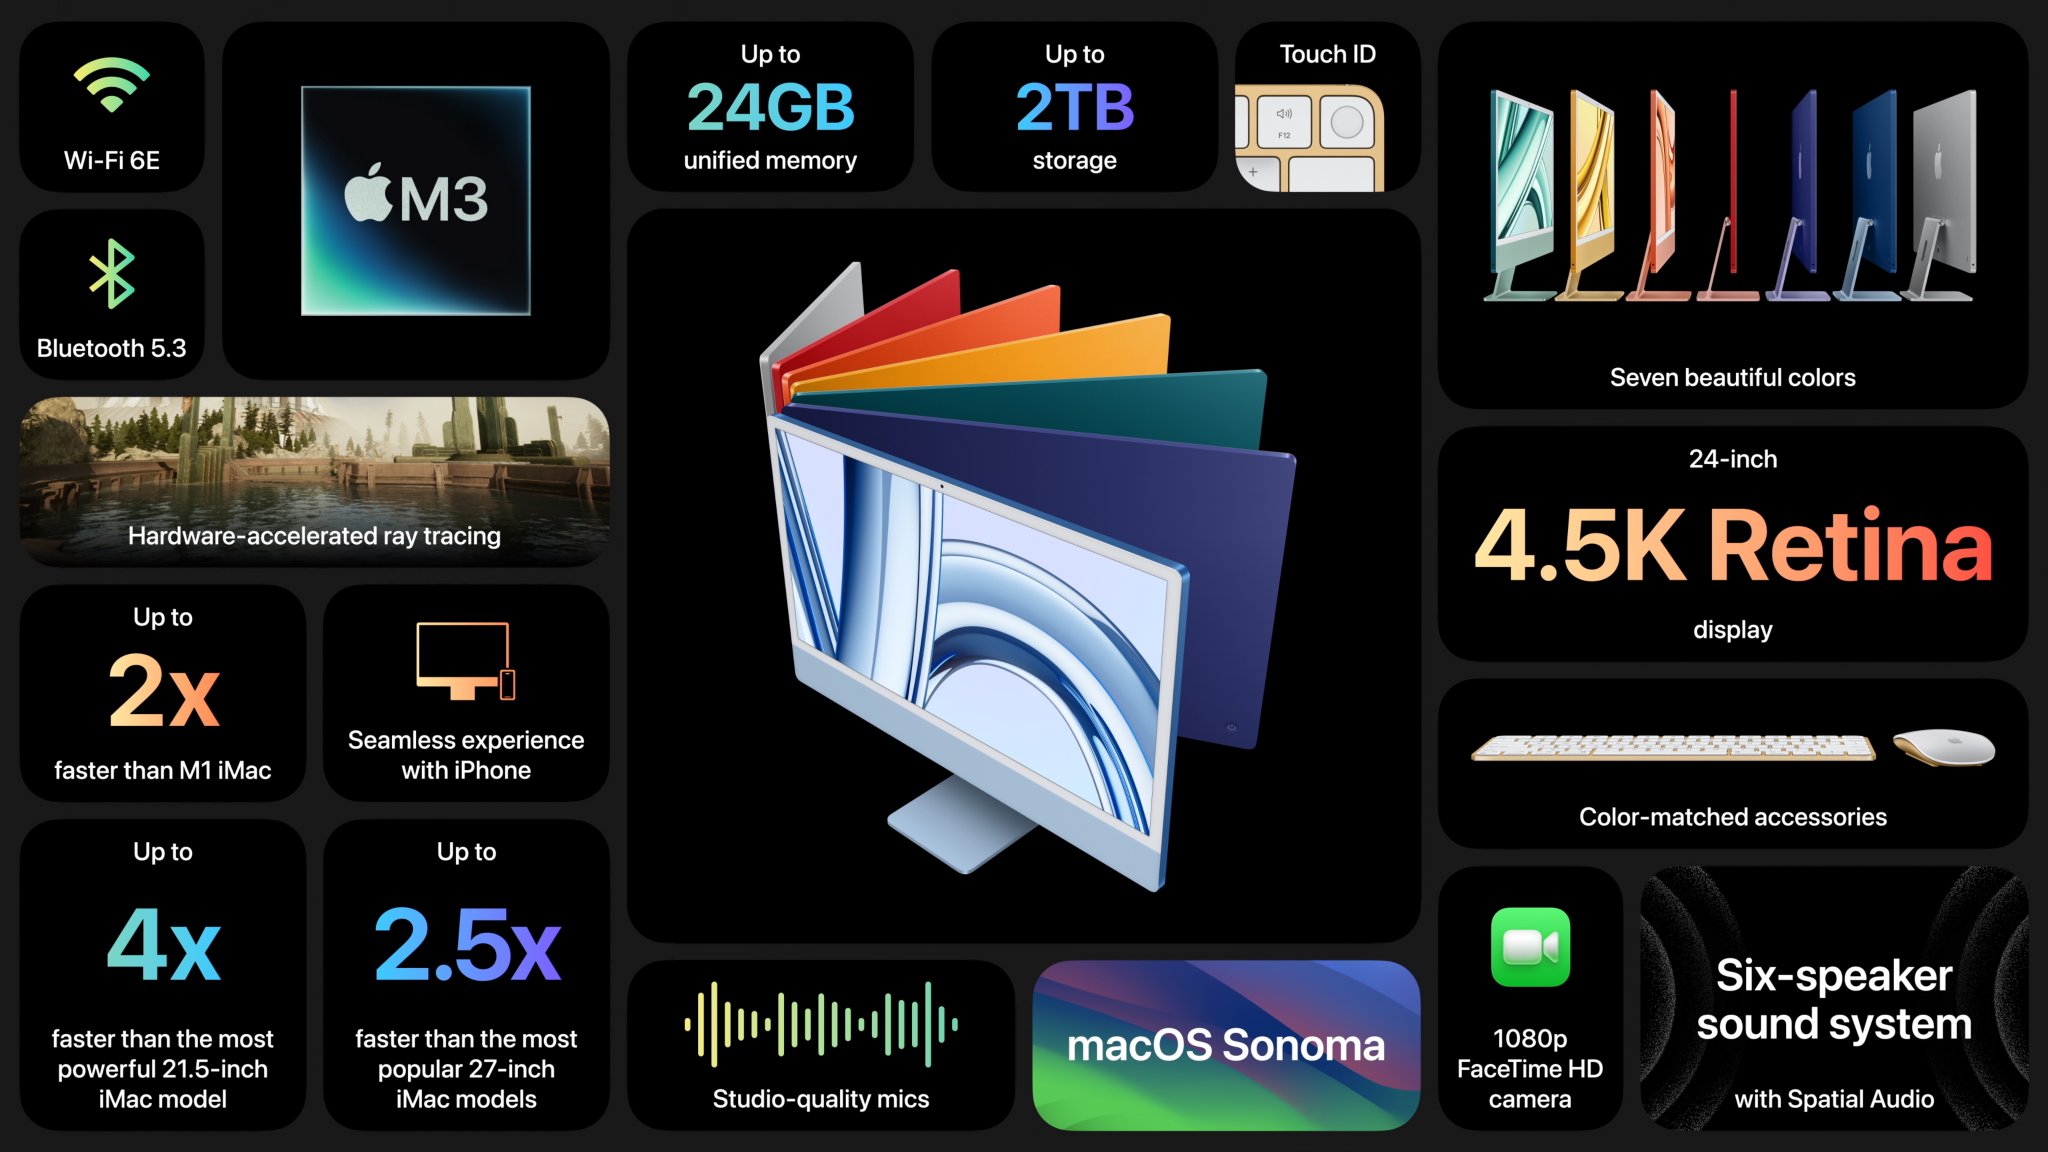 Wi-Fi 6E
Bluetooth 5.3
M3
Up to
24GB
unified memory
Up to
2TB
storage
Touch ID
F12
+
Seven beautiful colors
Hardware-accelerated ray tracing
24-inch
4.5K Retina
display
Up to
2x
faster than M1 iMac
Seamless experience
with iPhone
Color-matched accessories
Up to
4x
faster than the most
powerful 21.5-inch
iMac model
Up to
2.5x
faster than the most
popular 27-inch
iMac models
Studio-quality mics
macOS Sonoma
1080p
FaceTime HD
camera
Six-speaker
sound system
with Spatial Audio